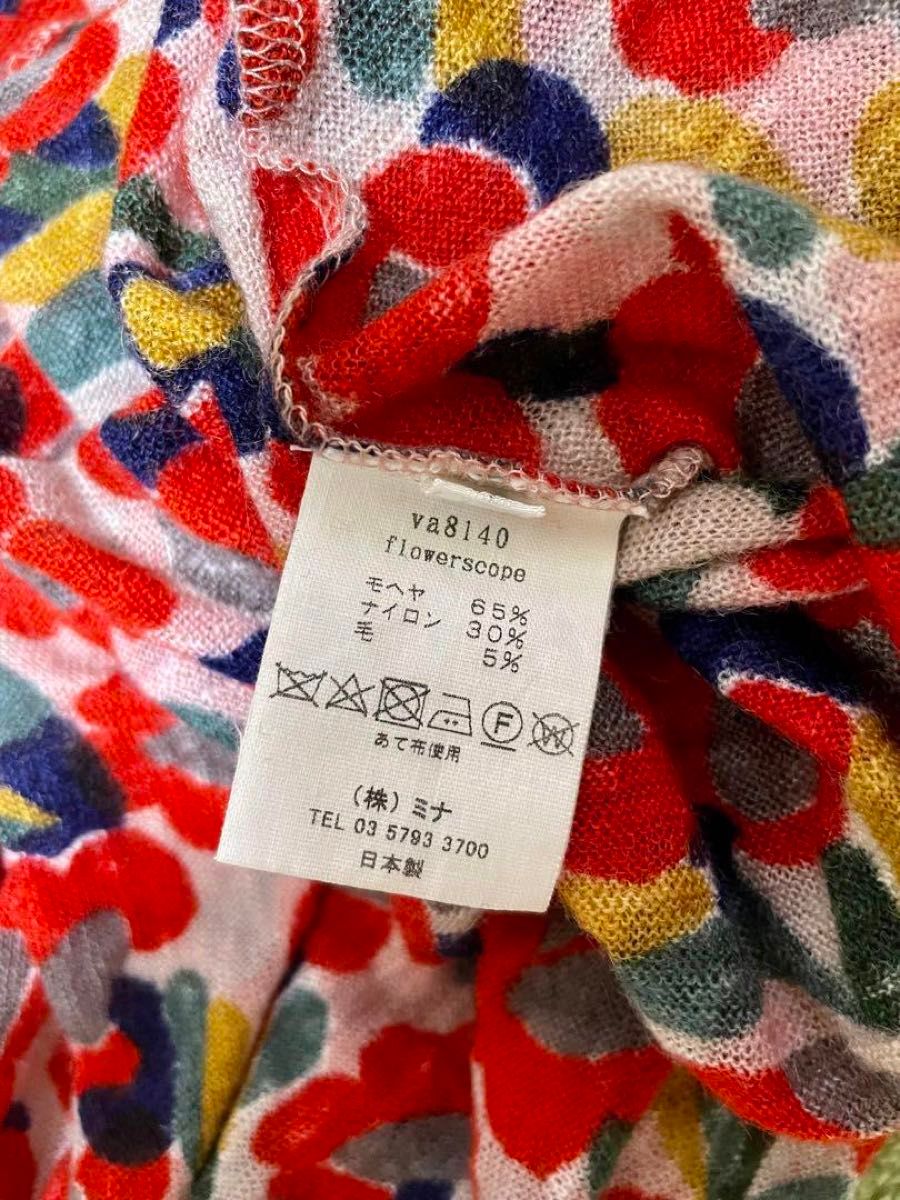 va8140
flowerscope
モヘヤ 65%
ナイロン 30%
毛 5%
F W
あて布使用
(株)ミナ
TEL 03 5793 3700
日本製